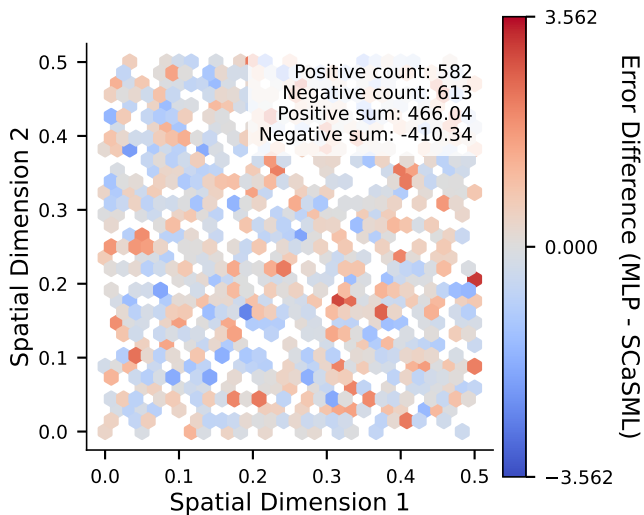 Positive count: 582
Negative count: 613
Positive sum: 466.04
Negative sum: -410.34
0.5
0.4
0.3
0.2
0.1
0.0
Spatial Dimension 2
0.0
0.1
0.2
0.3
0.4
0.5
Spatial Dimension 1
3.562
0.000
−3.562
Error Difference (MLP - SCaSML)